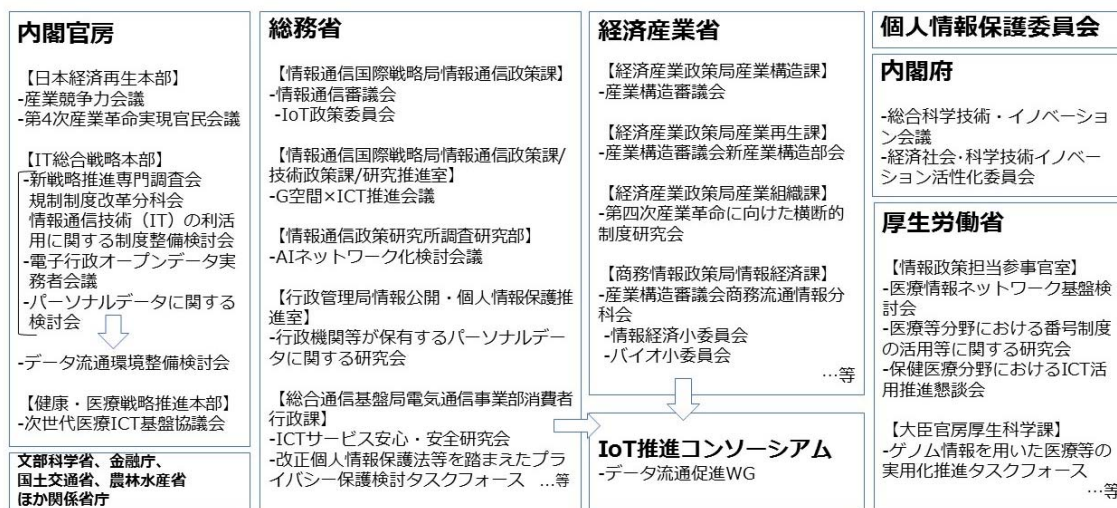 内閣官房
【日本経済再生本部】
-産業競争力会議
-第4次産業革命実現官民会議
【IT総合戦略本部】
-新戦略推進専門調査会
規制制度改革分科会
情報通信技術（IT）の利活
用に関する制度整備検討会
-電子行政オープンデータ実
務者会議
-パーソナルデータに関する
検討会
-データ流通環境整備検討会
【健康・医療戦略推進本部】
-次世代医療ICT基盤協議会
文部科学省、金融庁、
国土交通省、農林水産省
ほか関係省庁
総務省
【情報通信国際戦略局情報通信政策課】
-情報通信審議会
-IoT政策委員会
【情報通信国際戦略局情報通信政策課/
技術政策課/研究推進室】
-G空間×ICT推進会議
【情報通信政策研究所調査研究部】
-AIネットワーク化検討会議
【行政管理局情報公開・個人情報保護推
進室】
-行政機関等が保有するパーソナルデー
タに関する研究会
【総合通信基盤局電気通信事業部消費者
行政課】
-ICTサービス安心・安全研究会
-改正個人情報保護法等を踏まえたプラ
イバシー保護検討タスクフォース …等
経済産業省
【経済産業政策局産業構造課】
-産業構造審議会
【経済産業政策局産業再生課】
-産業構造審議会新産業構造部会
【経済産業政策局産業組織課】
-第四次産業革命に向けた横断的
制度研究会
【商務情報政策局情報経済課】
-産業構造審議会商務流通情報分
科会
-情報経済小委員会
-バイオ小委員会
…等
IoT推進コンソーシアム
-データ流通促進WG
個人情報保護委員会
内閣府
-総合科学技術・イノベーショ
ン会議
-経済社会・科学技術イノベー
ション活性化委員会
厚生労働省
【情報政策担当参事官室】
-医療情報ネットワーク基盤検
討会
-医療等分野における番号制度
の活用等に関する研究会
-保健医療分野におけるICT活
用推進懇談会
【大臣官房厚生科学課】
-ゲノム情報を用いた医療等の
実用化推進タスクフォース
…等